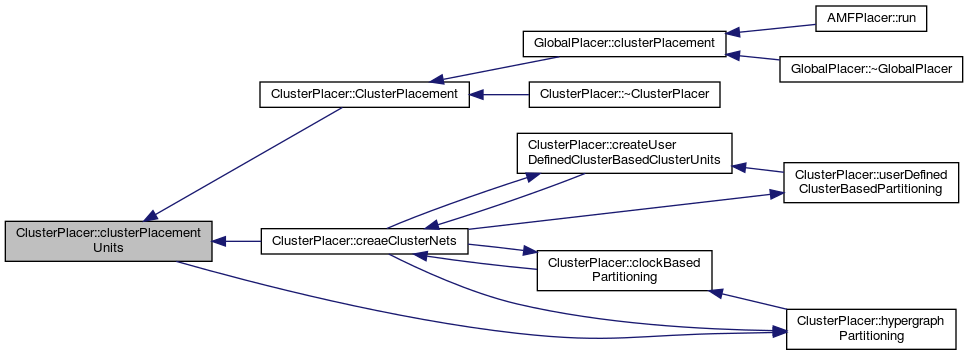 AMFPlacer::run
GlobalPlacer::clusterPlacement
GlobalPlacer::~GlobalPlacer
ClusterPlacer::ClusterPlacement
ClusterPlacer::~ClusterPlacer
ClusterPlacer::createUser
DefinedClusterBasedClusterUnits
ClusterPlacer::userDefined
ClusterBasedPartitioning
ClusterPlacer::clusterPlacement
Units
ClusterPlacer::creaeClusterNets
ClusterPlacer::clockBased
Partitioning
ClusterPlacer::hypergraph
Partitioning